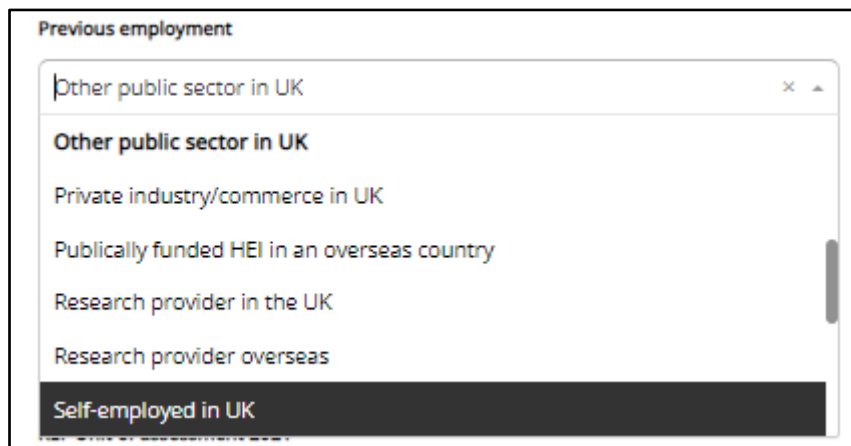 Previous employment
Other public sector in UK
Other public sector in UK
Private industry/commerce in UK
Publically funded HEI in an overseas country
Research provider in the UK
Research provider overseas
Self-employed in UK